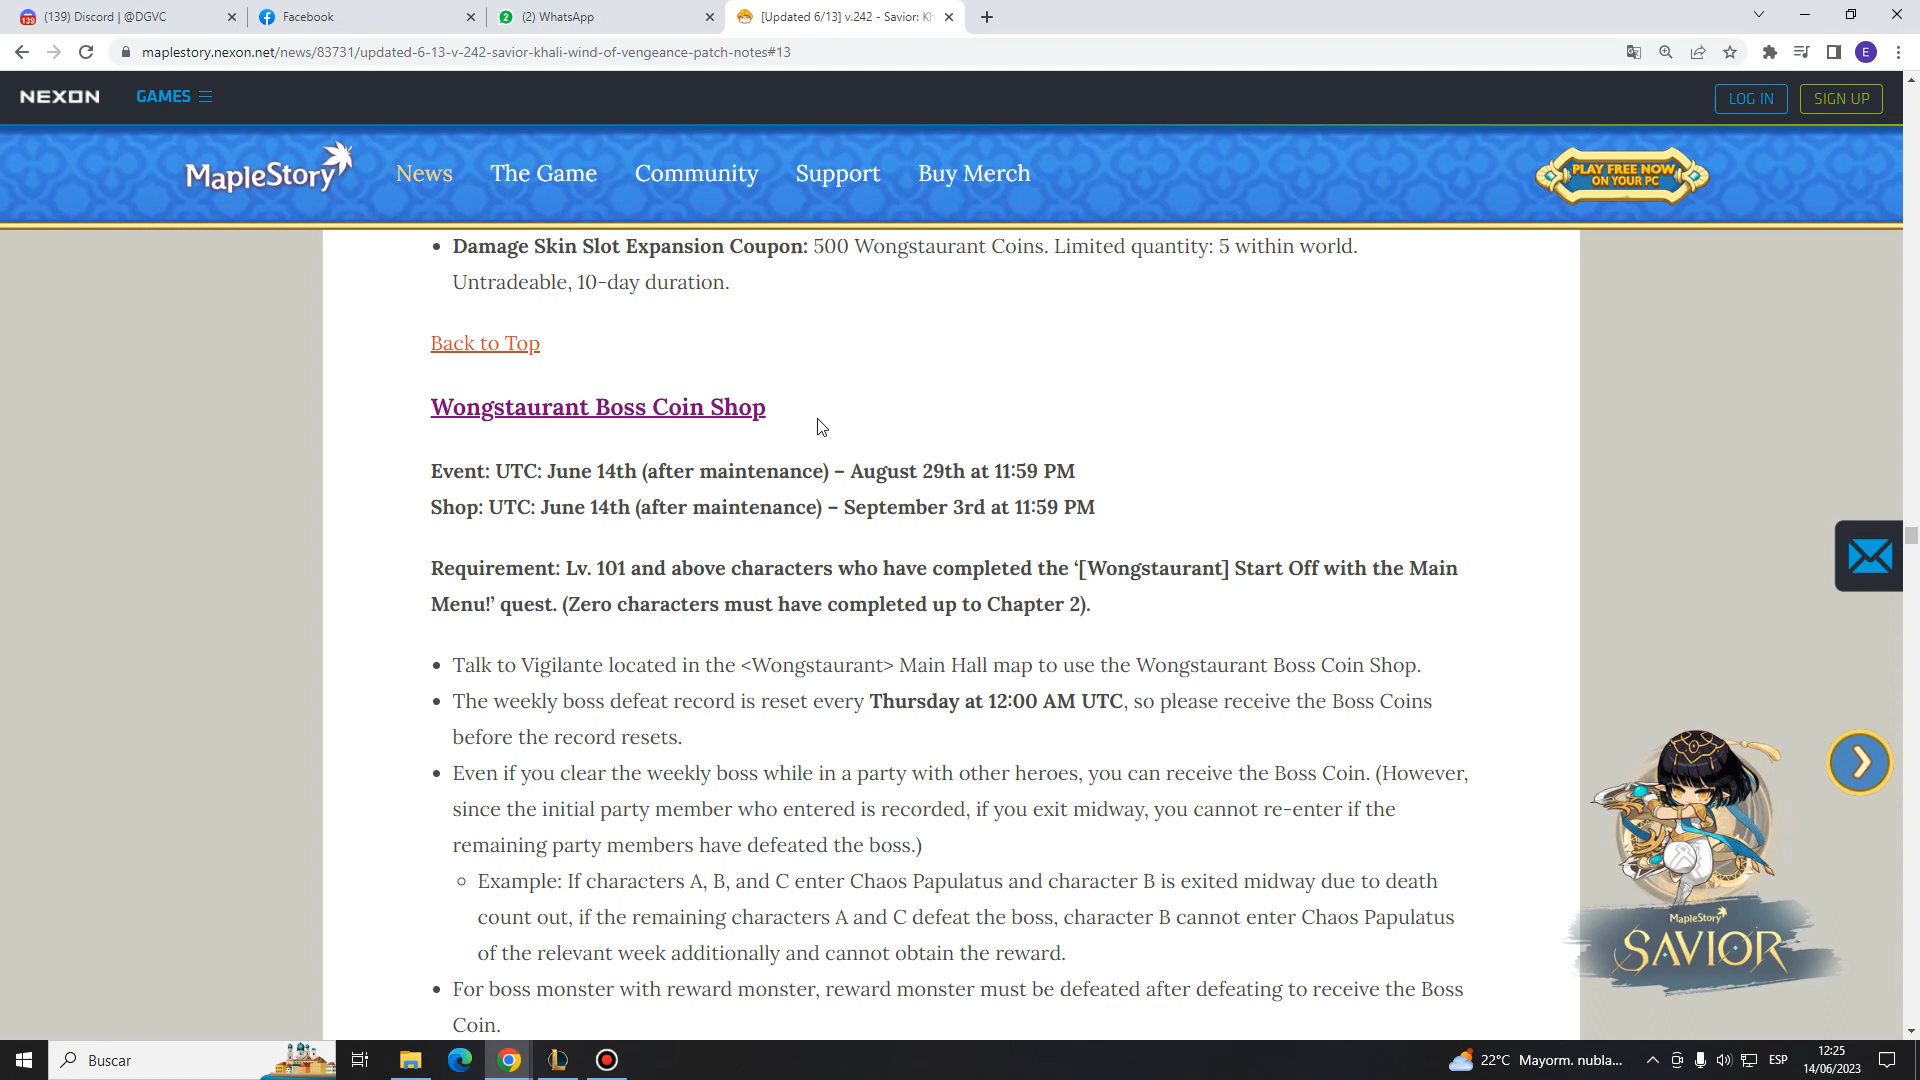 (139) Discord | @DGVC
Facebook
(2) WhatsApp
[Updated 6/13] v.242 - Savior: Kh
maplestory.nexon.net/news/83731/updated-6-13-v-242-savior-khali-wind-of-vengeance-patch-notes#13
E
NEXON
GAMES
LOG IN
SIGN UP
MapleStory
News
The Game
Community
Support
Buy Merch
PLAY FREE NOW
ON YOUR PC
• Damage Skin Slot Expansion Coupon: 500 Wongstaurant Coins. Limited quantity: 5 within world.
Untradeable, 10-day duration.
Back to Top
Wongstaurant Boss Coin Shop
Event: UTC: June 14th (after maintenance) – August 29th at 11:59 PM
Shop: UTC: June 14th (after maintenance) – September 3rd at 11:59 PM
Requirement: Lv. 101 and above characters who have completed the ‘[Wongstaurant] Start Off with the Main
Menu!’ quest. (Zero characters must have completed up to Chapter 2).
• Talk to Vigilante located in the <Wongstaurant> Main Hall map to use the Wongstaurant Boss Coin Shop.
• The weekly boss defeat record is reset every Thursday at 12:00 AM UTC, so please receive the Boss Coins
before the record resets.
• Even if you clear the weekly boss while in a party with other heroes, you can receive the Boss Coin. (However,
since the initial party member who entered is recorded, if you exit midway, you cannot re-enter if the
remaining party members have defeated the boss.)
◦ Example: If characters A, B, and C enter Chaos Papulatus and character B is exited midway due to death
count out, if the remaining characters A and C defeat the boss, character B cannot enter Chaos Papulatus
of the relevant week additionally and cannot obtain the reward.
• For boss monster with reward monster, reward monster must be defeated after defeating to receive the Boss
Coin.
MapleStory
SAVIOR
Buscar
22°C Mayorm. nubla...
ESP
12:25
14/06/2023